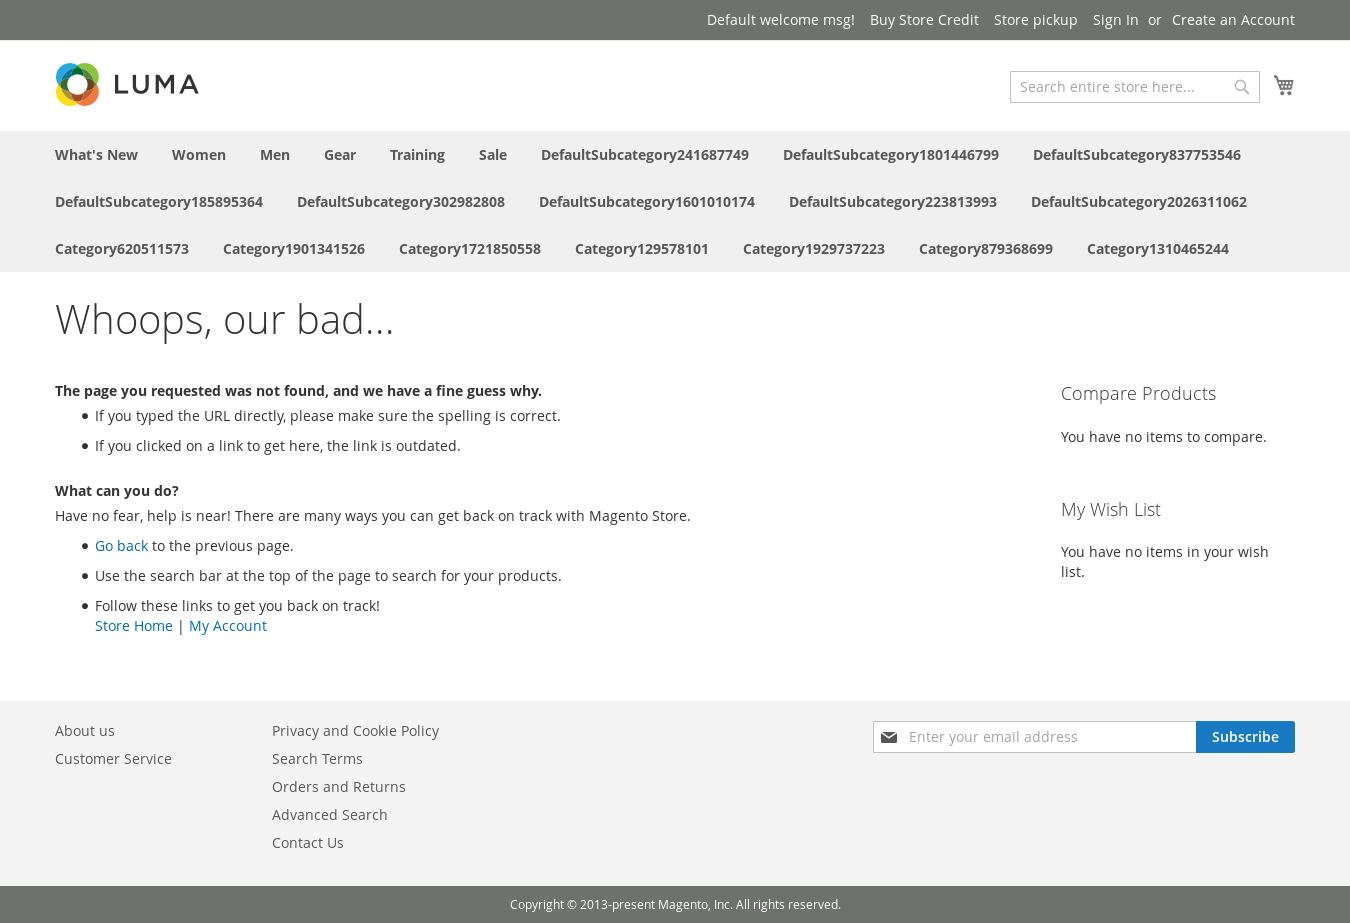 Default welcome msg! Buy Store Credit Store pickup Sign In or Create an Account
LUMA
Search entire store here...
What's New Women Men Gear Training Sale DefaultSubcategory241687749 DefaultSubcategory1801446799 DefaultSubcategory837753546
DefaultSubcategory185895364 DefaultSubcategory302982808 DefaultSubcategory1601010174 DefaultSubcategory223813993 DefaultSubcategory2026311062
Category620511573 Category1901341526 Category1721850558 Category129578101 Category1929737223 Category879368699 Category1310465244
Whoops, our bad...
The page you requested was not found, and we have a fine guess why.
If you typed the URL directly, please make sure the spelling is correct.
If you clicked on a link to get here, the link is outdated.
What can you do?
Have no fear, help is near! There are many ways you can get back on track with Magento Store.
Go back to the previous page.
Use the search bar at the top of the page to search for your products.
Follow these links to get you back on track!
Store Home | My Account
Compare Products
You have no items to compare.
My Wish List
You have no items in your wish
list.
About us
Customer Service
Privacy and Cookie Policy
Search Terms
Orders and Returns
Advanced Search
Contact Us
Enter your email address
Subscribe
Copyright © 2013-present Magento, Inc. All rights reserved.